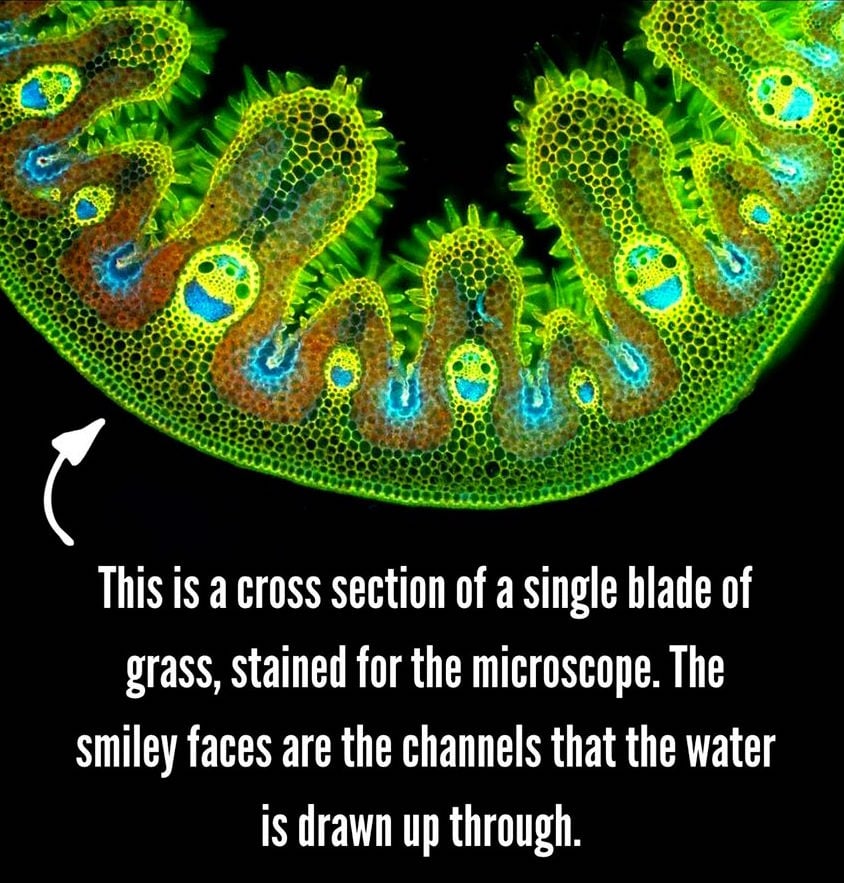 This is a cross section of a single blade of
grass, stained for the microscope. The
smiley faces are the channels that the water
is drawn up through.